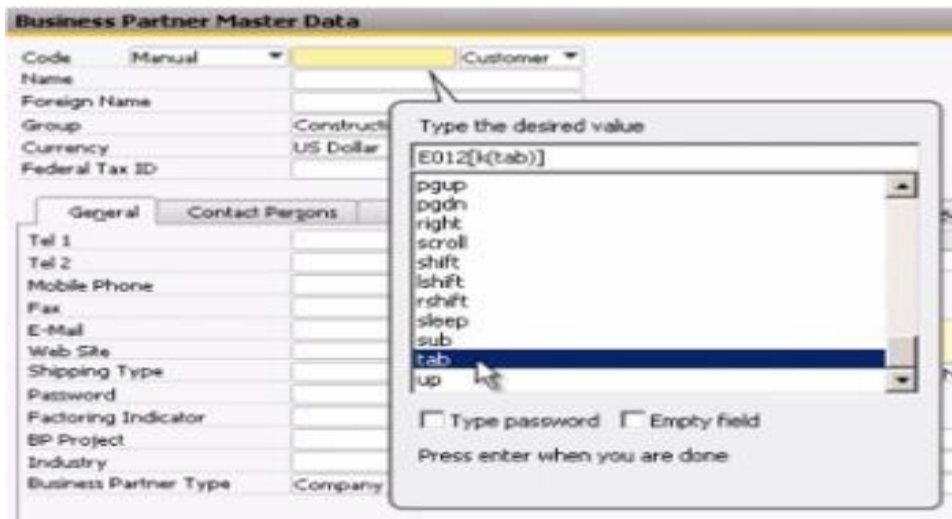 Business Partner Master Data
Code Manual Customer
Name
Foreign Name
Group
Currency US Dollar
Federal Tax ID
General Contact Persons
Tel 1
Tel 2
Mobile Phone
Fax
E-Mail
Web Site
Shipping Type
Password
Factoring Indicator
BP Project
Industry
Business Partner Type Company
Type the desired value
E012[k(tab)]
pgup
pgdn
right
scroll
shift
lshift
rshift
sleep
sub
tab
up
Type password Empty field
Press enter when you are done